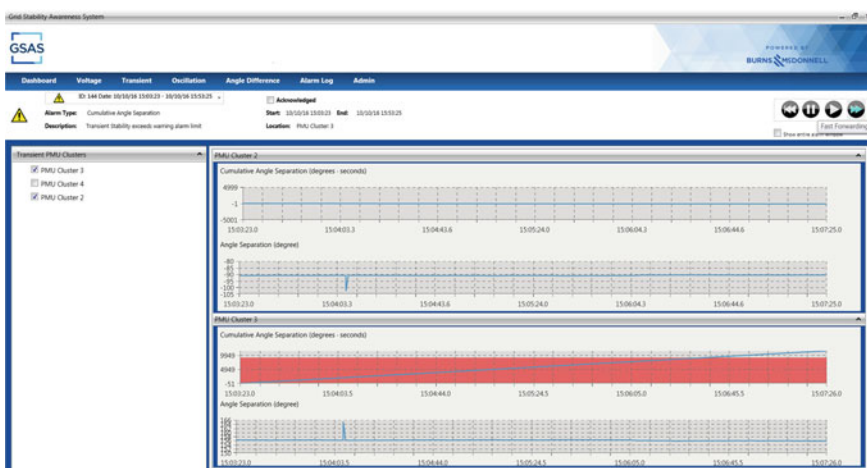 Grid Stability Awareness System
GSAS
POWERED BY
BURNS MCDONNELL
Dashboard Voltage Transient Oscillation Angle Difference Alarm Log Admin
ID: 144 Date: 10/10/16 15:03:23 - 10/10/16 15:53:25
Acknowledged
Alarm Type: Cumulative Angle Separation
Start: 10/10/16 15:03:23 End: 10/10/16 15:53:25
Description: Transient Stability exceeds warning alarm limit
Location: PMU Cluster 3
Fast Forwarding
Show entire alarm window
Transient PMU Clusters
PMU Cluster 3
PMU Cluster 4
PMU Cluster 2
PMU Cluster 2
Cumulative Angle Separation (degrees - seconds)
4999
-1
-5001
15:03:23.0 15:04:03.3 15:04:43.6 15:05:24.0 15:06:04.3 15:06:44.6 15:07:25.0
Angle Separation (degree)
-80
-85
-90
-95
-100
-105
15:03:23.0 15:04:03.3 15:04:43.6 15:05:24.0 15:06:04.3 15:06:44.6 15:07:25.0
PMU Cluster 3
Cumulative Angle Separation (degrees - seconds)
9949
4949
-51
15:03:23.0 15:04:03.5 15:04:44.0 15:05:24.5 15:06:05.0 15:06:45.5 15:07:26.0
Angle Separation (degree)
15:03:23.0 15:04:03.5 15:04:44.0 15:05:24.5 15:06:05.0 15:06:45.5 15:07:26.0